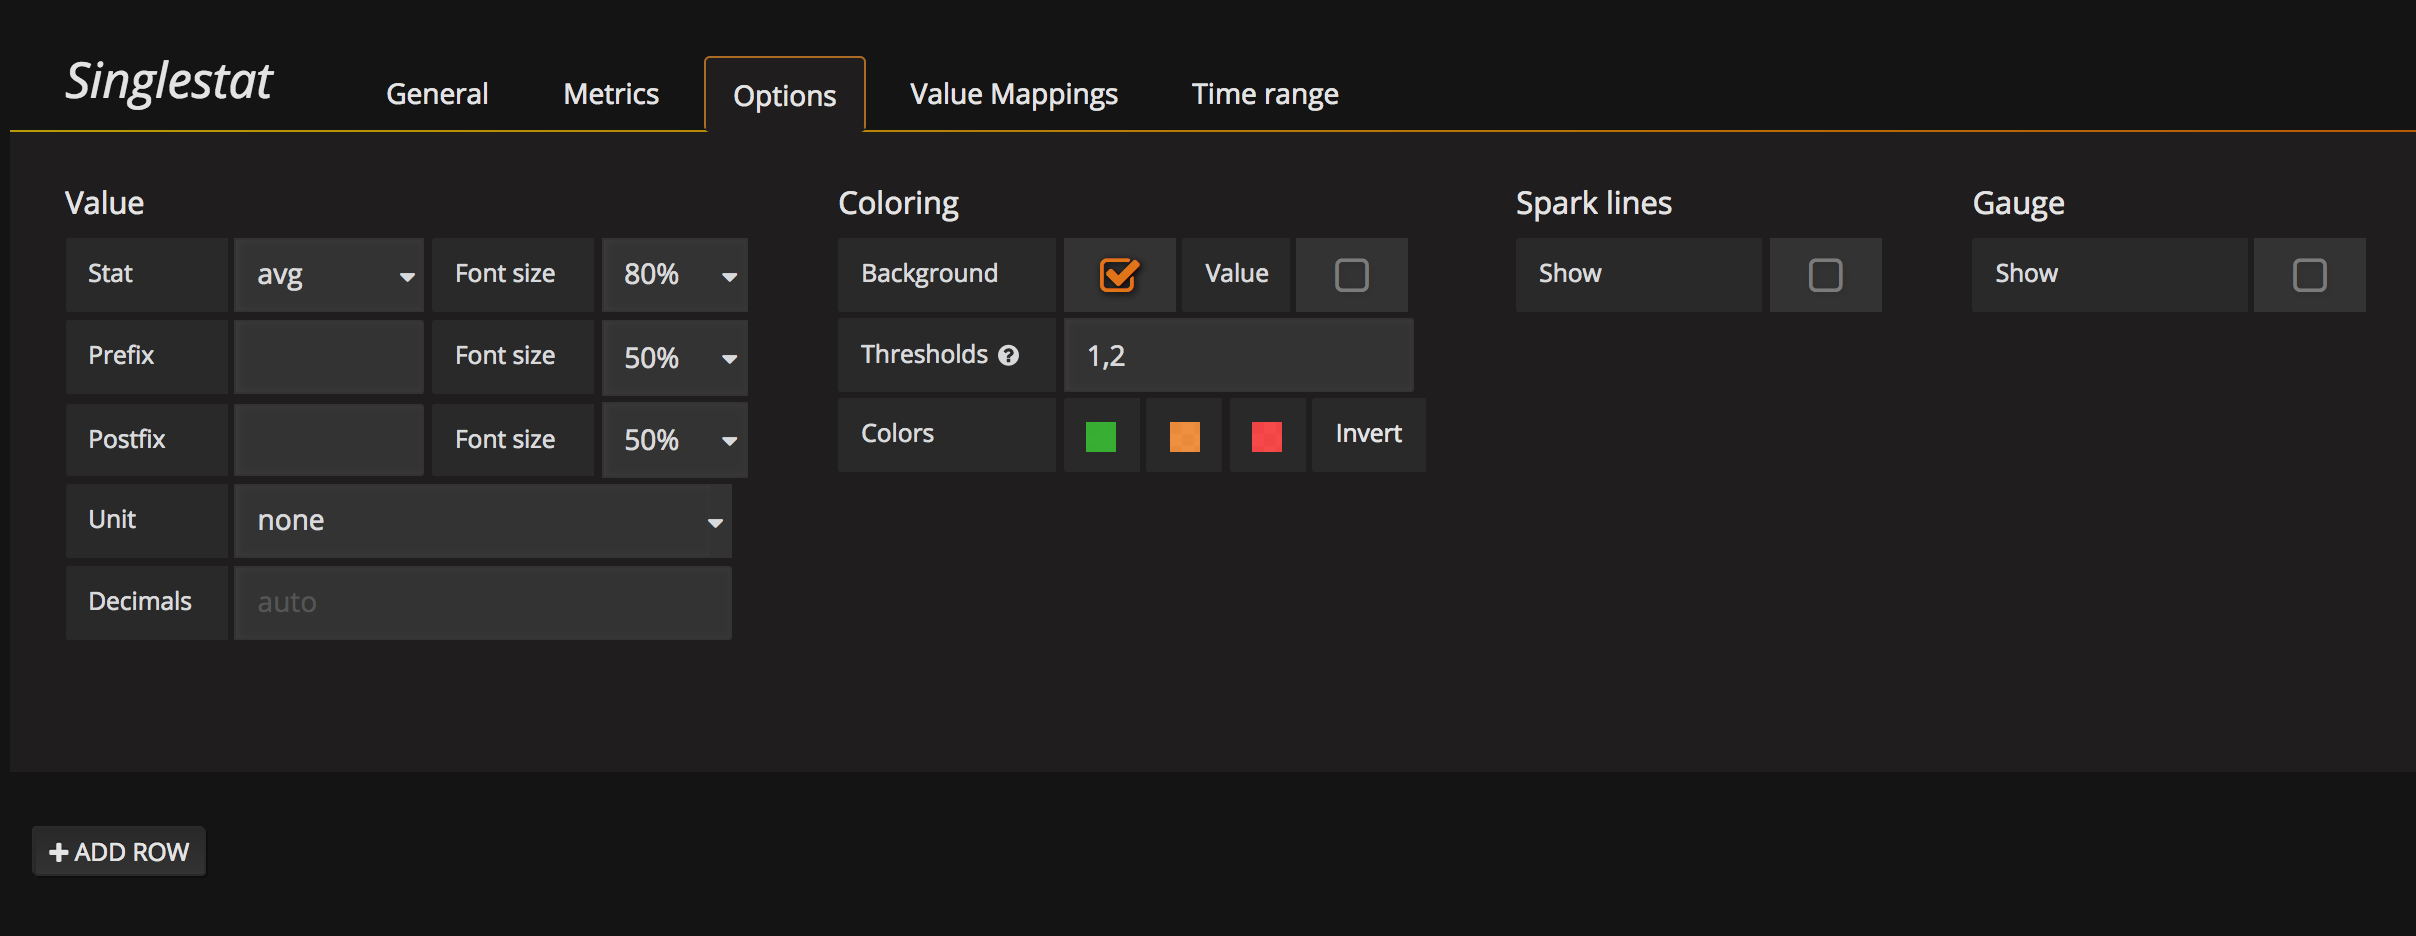 Singlestat General Metrics Options Value Mappings Time range
Value Coloring Spark lines Gauge
Stat avg Font size 80% Background Value Show Show
Prefix Font size 50% Thresholds 1,2
Postfix Font size 50% Colors Invert
Unit none
Decimals auto
ADD ROW